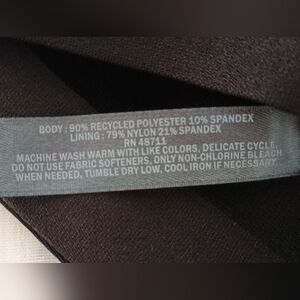 BODY : 90% RECYCLED POLYESTER 10% SPANDEX
LINING : 79% NYLON 21% SPANDEX
RN 48711
MACHINE WASH WARM WITH LIKE COLORS, DELICATE CYCLE.
DO NOT USE FABRIC SOFTENERS, ONLY NON-CHLORINE BLEACH
WHEN NEEDED, TUMBLE DRY LOW, COOL IRON IF NECESSARY.